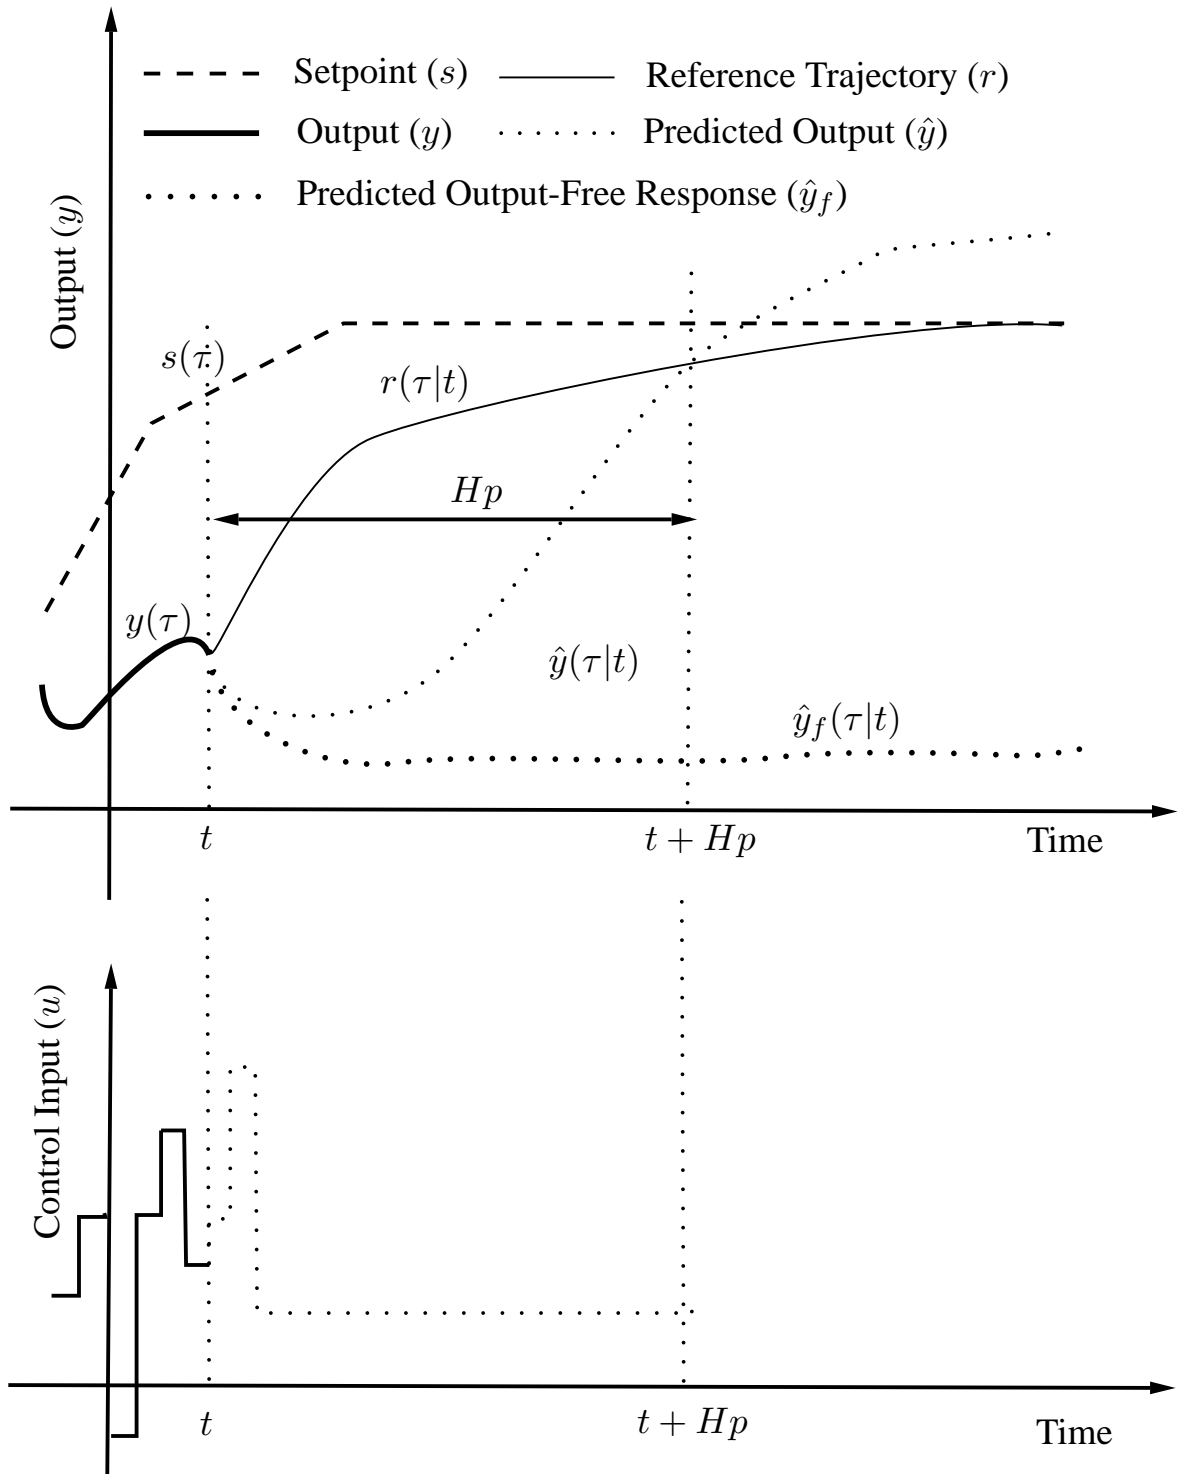 Setpoint (s)
Reference Trajectory (r)
Output (y)
Predicted Output (ŷ)
Predicted Output-Free Response (ŷ_f)
Output (y)
s(τ)
r(τ|t)
Hp
y(τ)
ŷ(τ|t)
ŷ_f(τ|t)
t
t + Hp
Time
Control Input (u)
t
t + Hp
Time